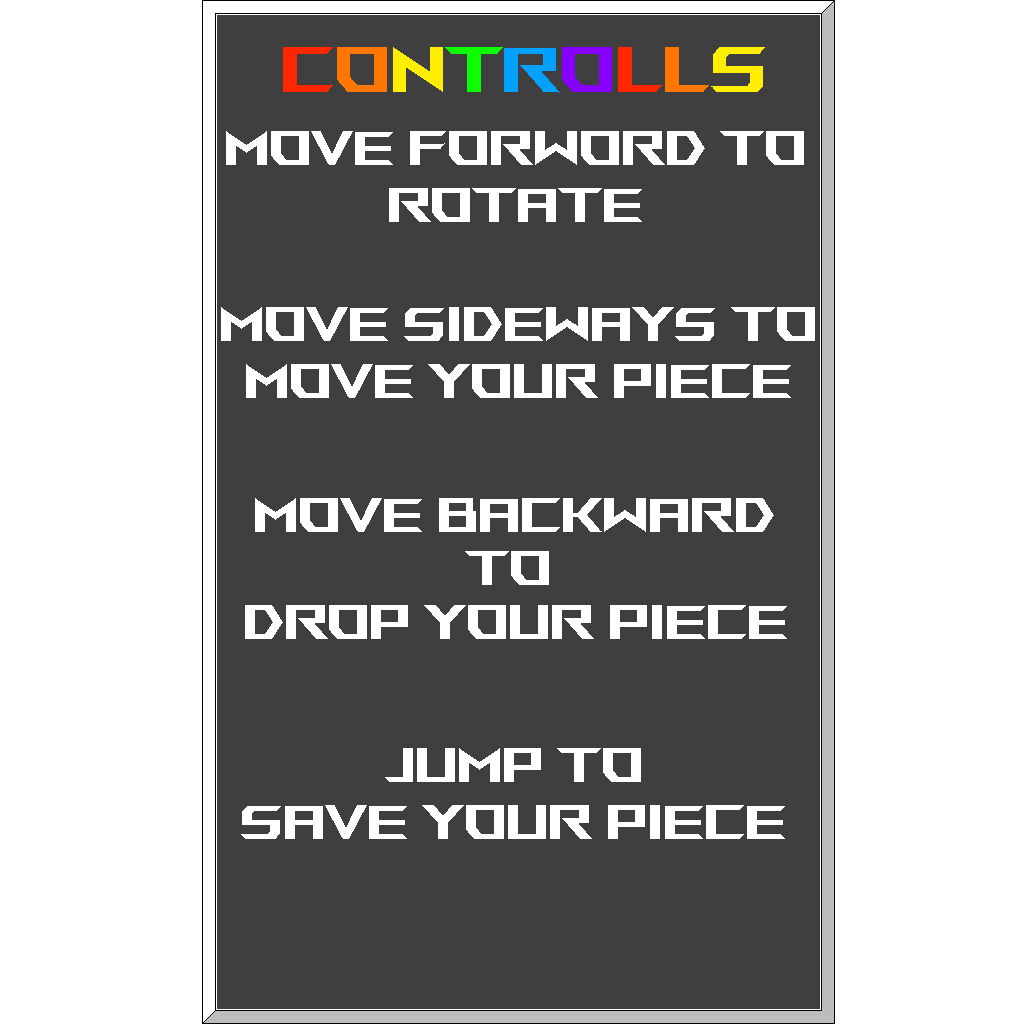 CONTROLLS
MOVE FORWORD TO
ROTATE
MOVE SIDEWAYS TO
MOVE YOUR PIECE
MOVE BACKWARD
TO
DROP YOUR PIECE
JUMP TO
SAVE YOUR PIECE